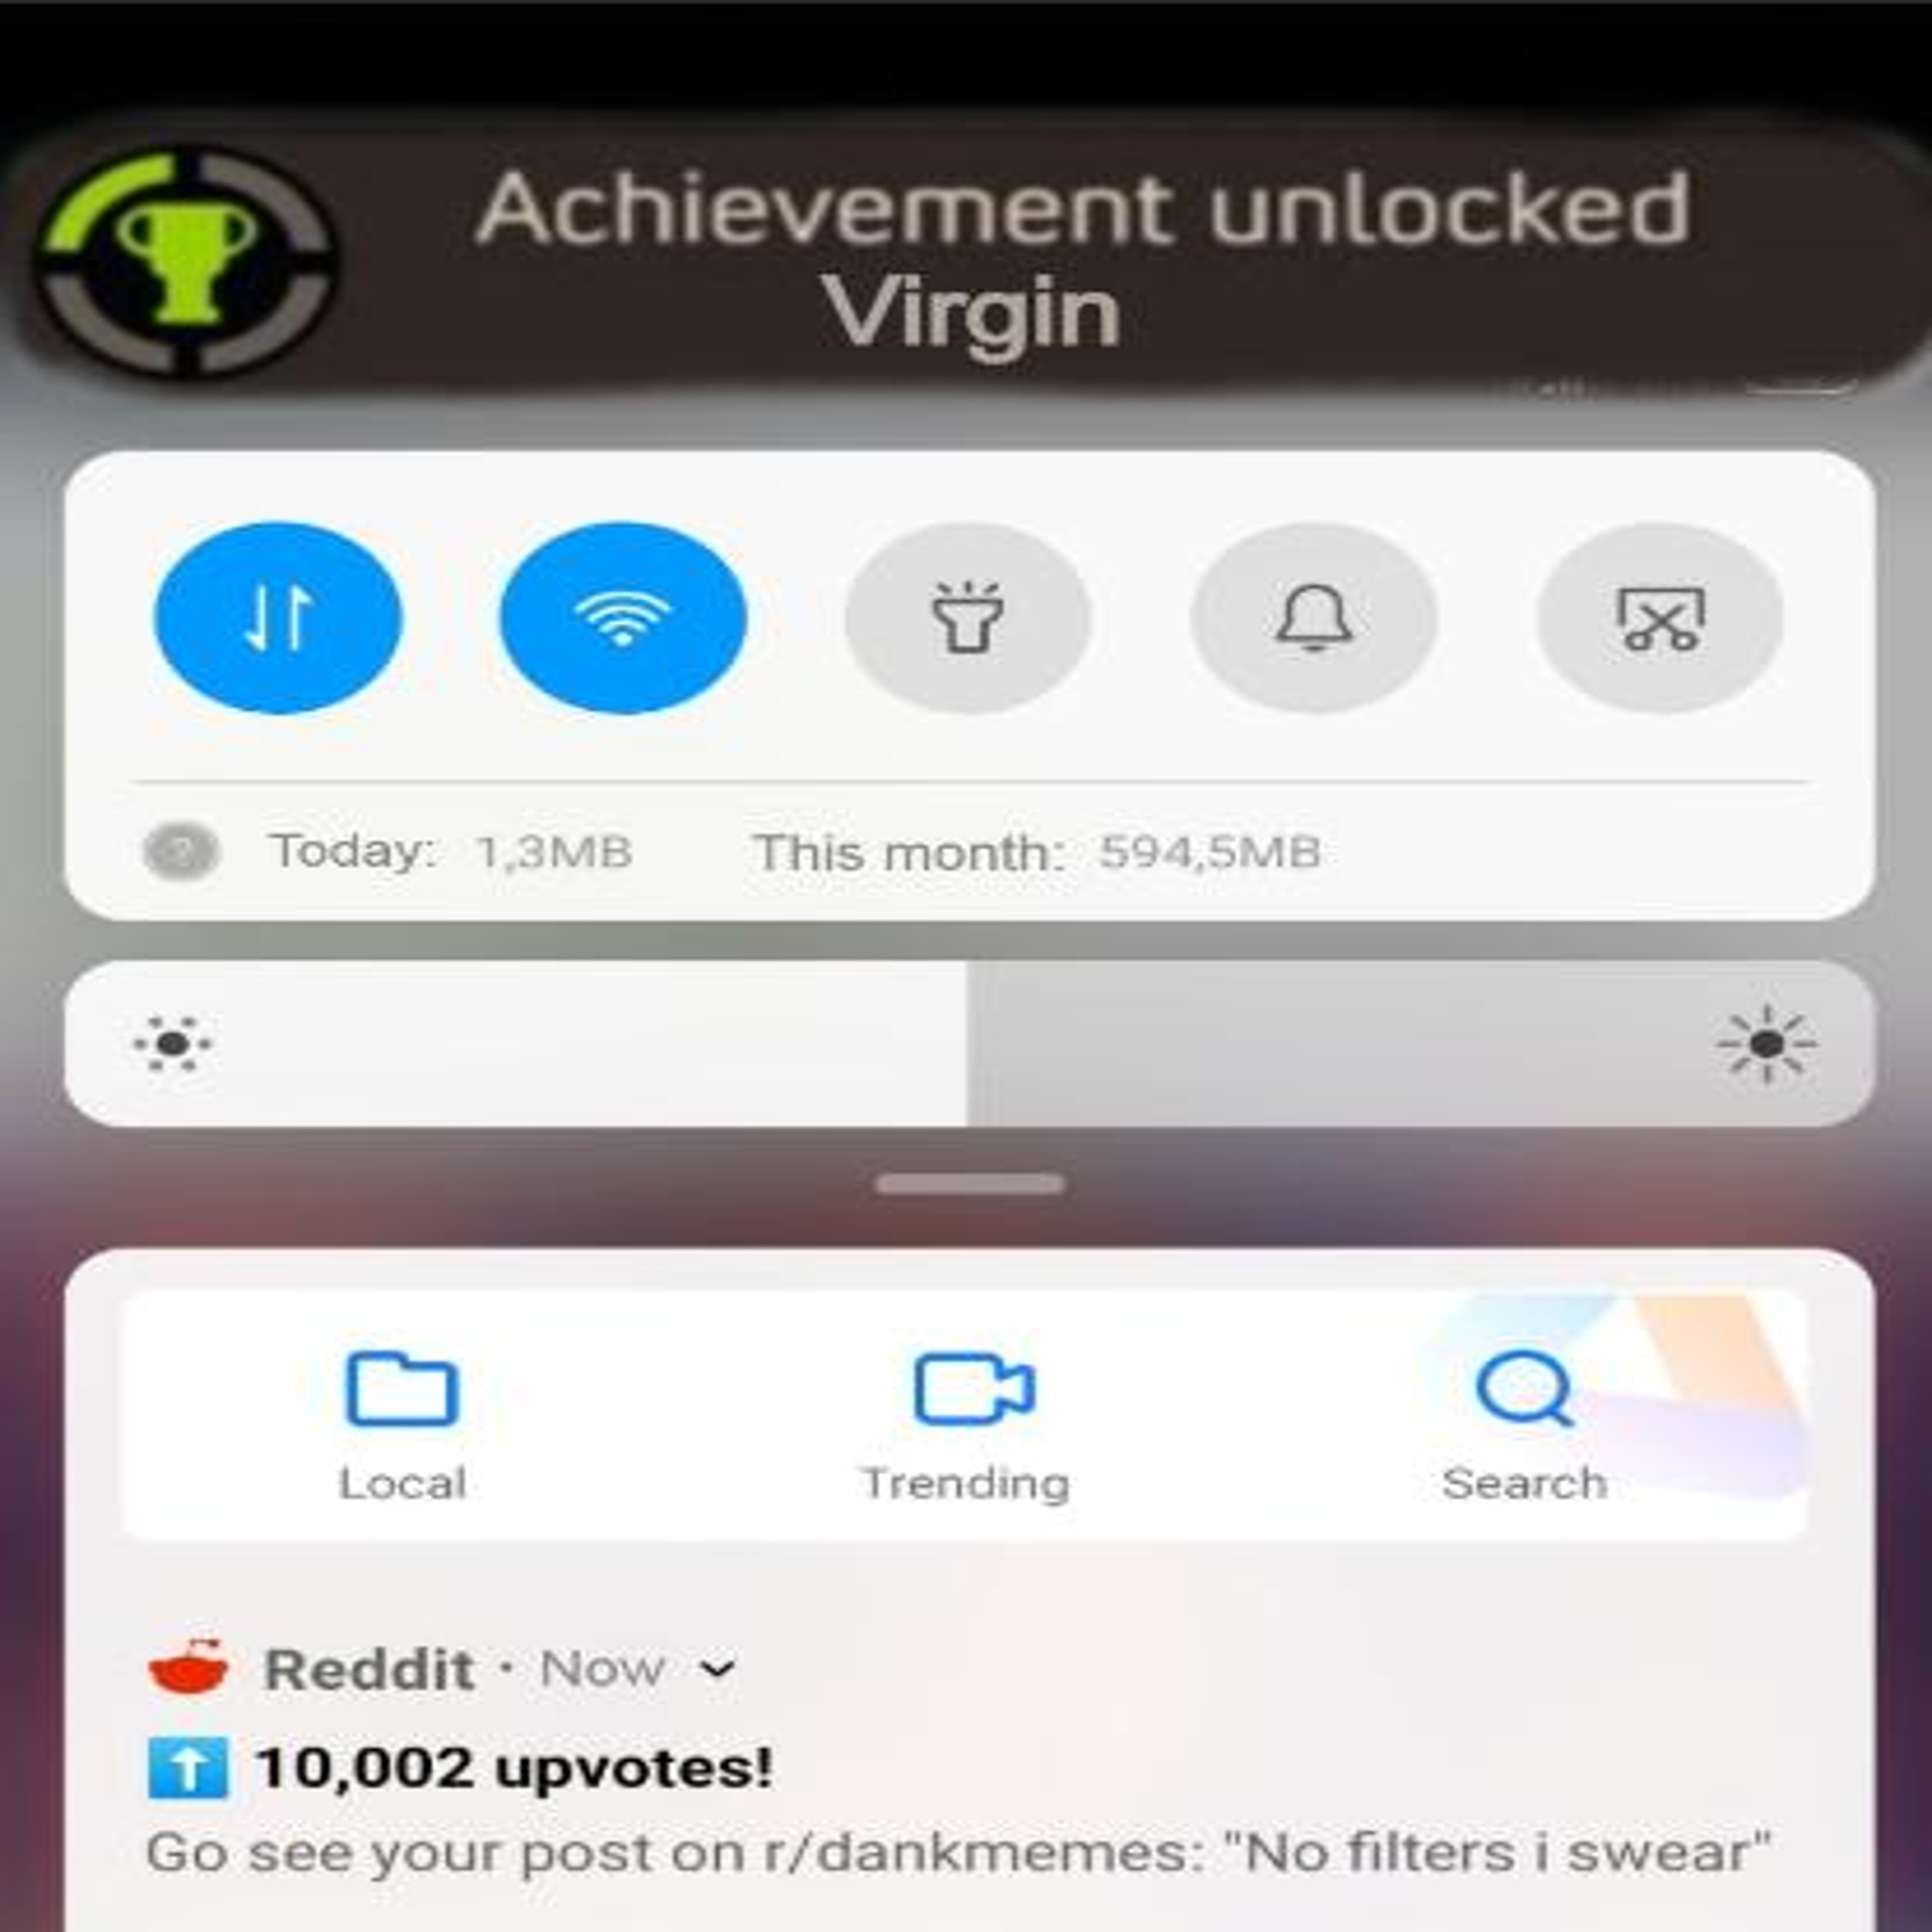 Achievement unlocked
Virgin
Today: 1,3MB This month: 594,5MB
Local Trending Search
Reddit · Now
10,002 upvotes!
Go see your post on r/dankmemes: "No filters i swear"